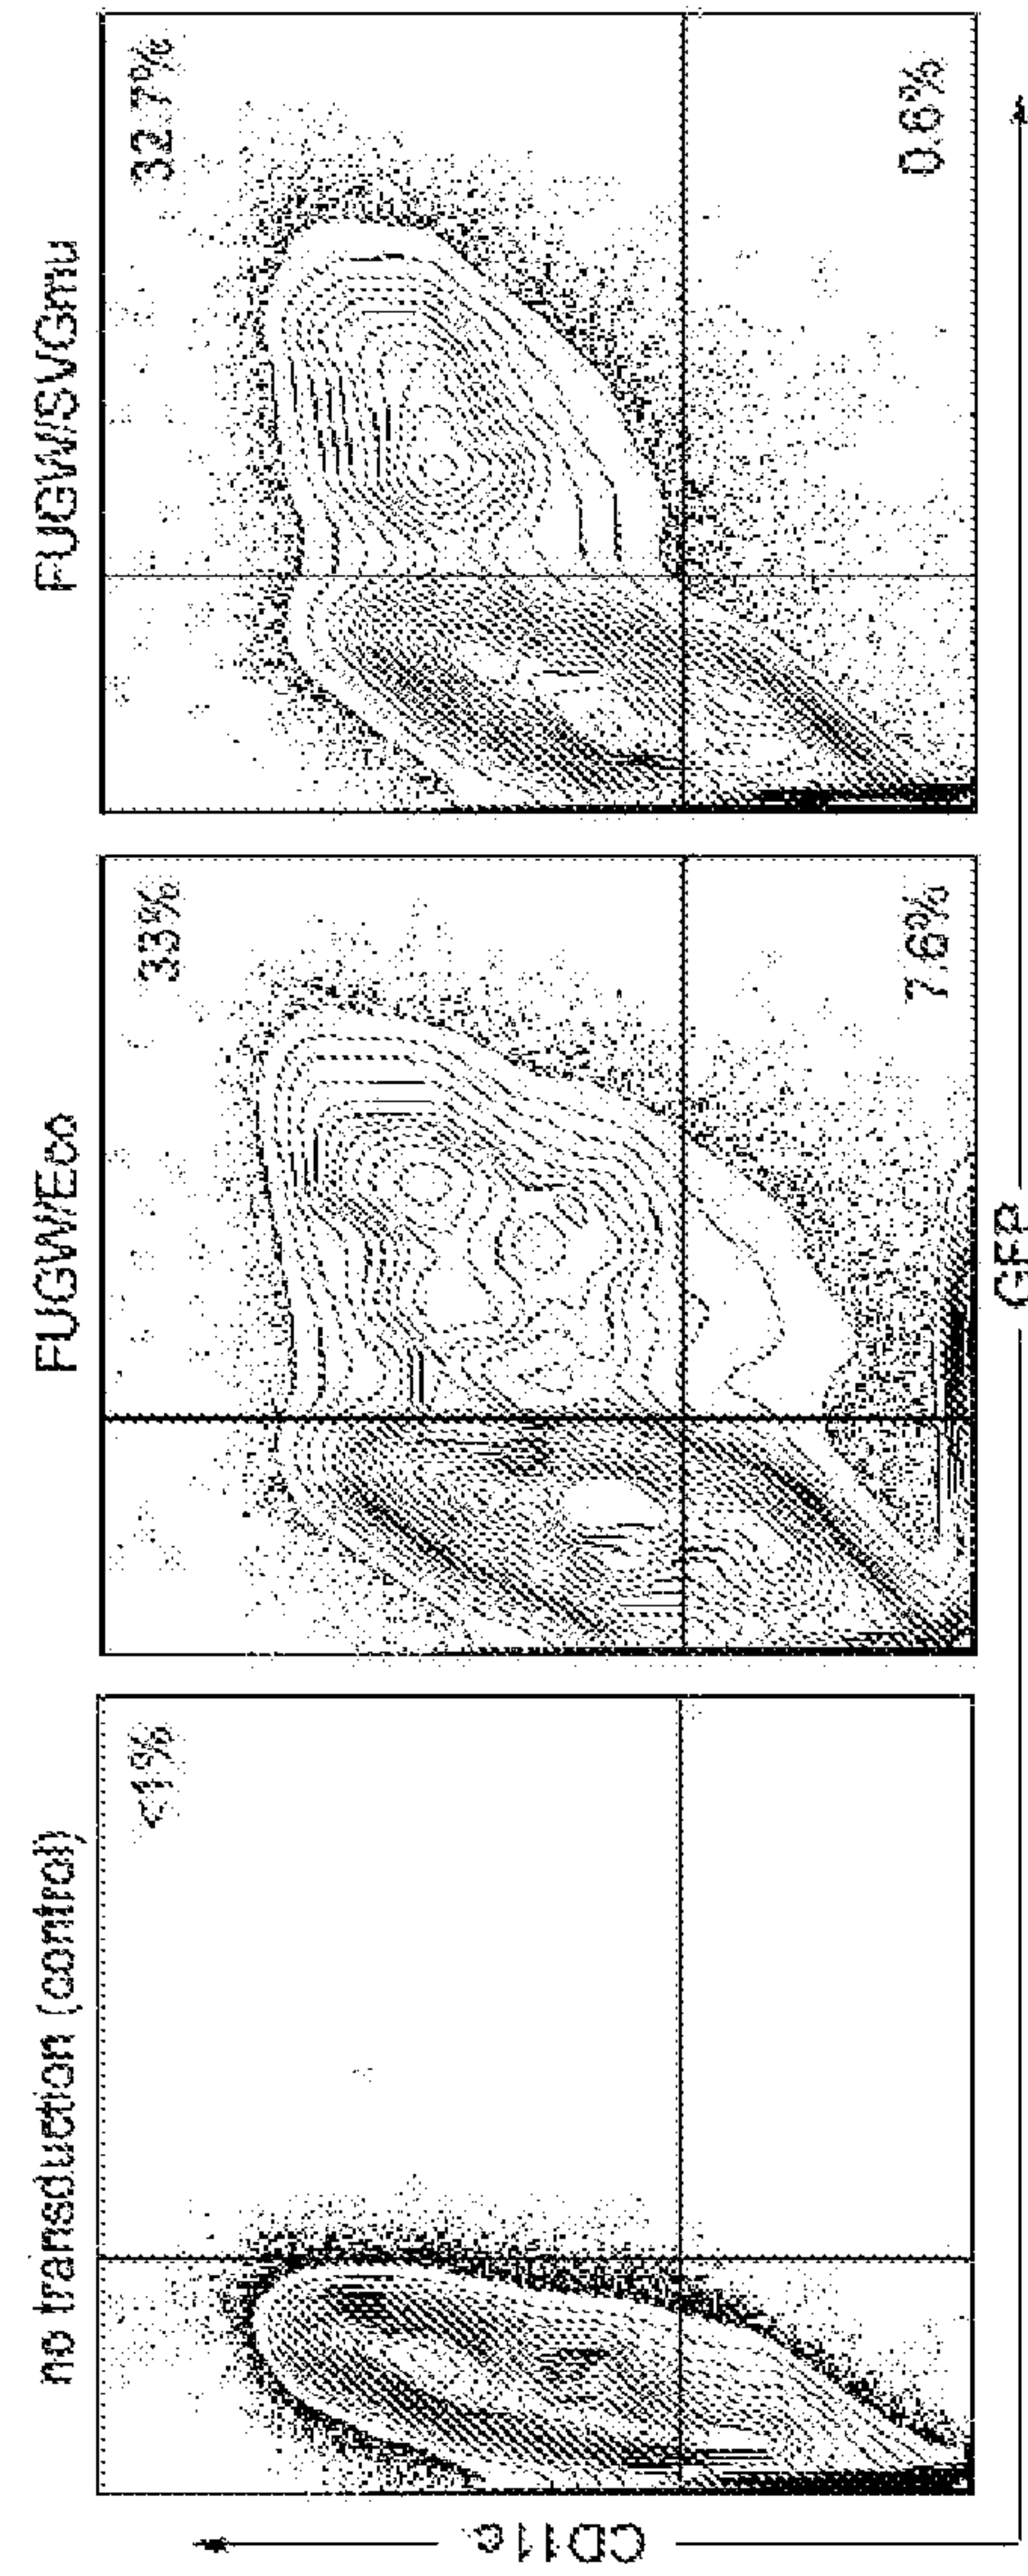 no transduction (control)
FUGW/Eco
FUGW/SVGmu
<1%
33%
32.7%
7.6%
0.6%
CD11c
GFP